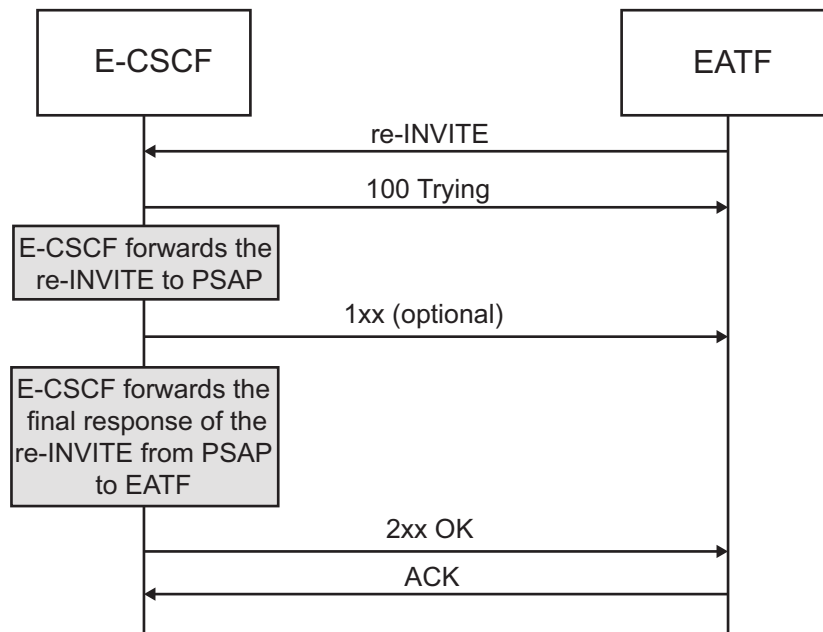 E-CSCF
EATF
re-INVITE
100 Trying
E-CSCF forwards the
re-INVITE to PSAP
1xx (optional)
E-CSCF forwards the
final response of the
re-INVITE from PSAP
to EATF
2xx OK
ACK